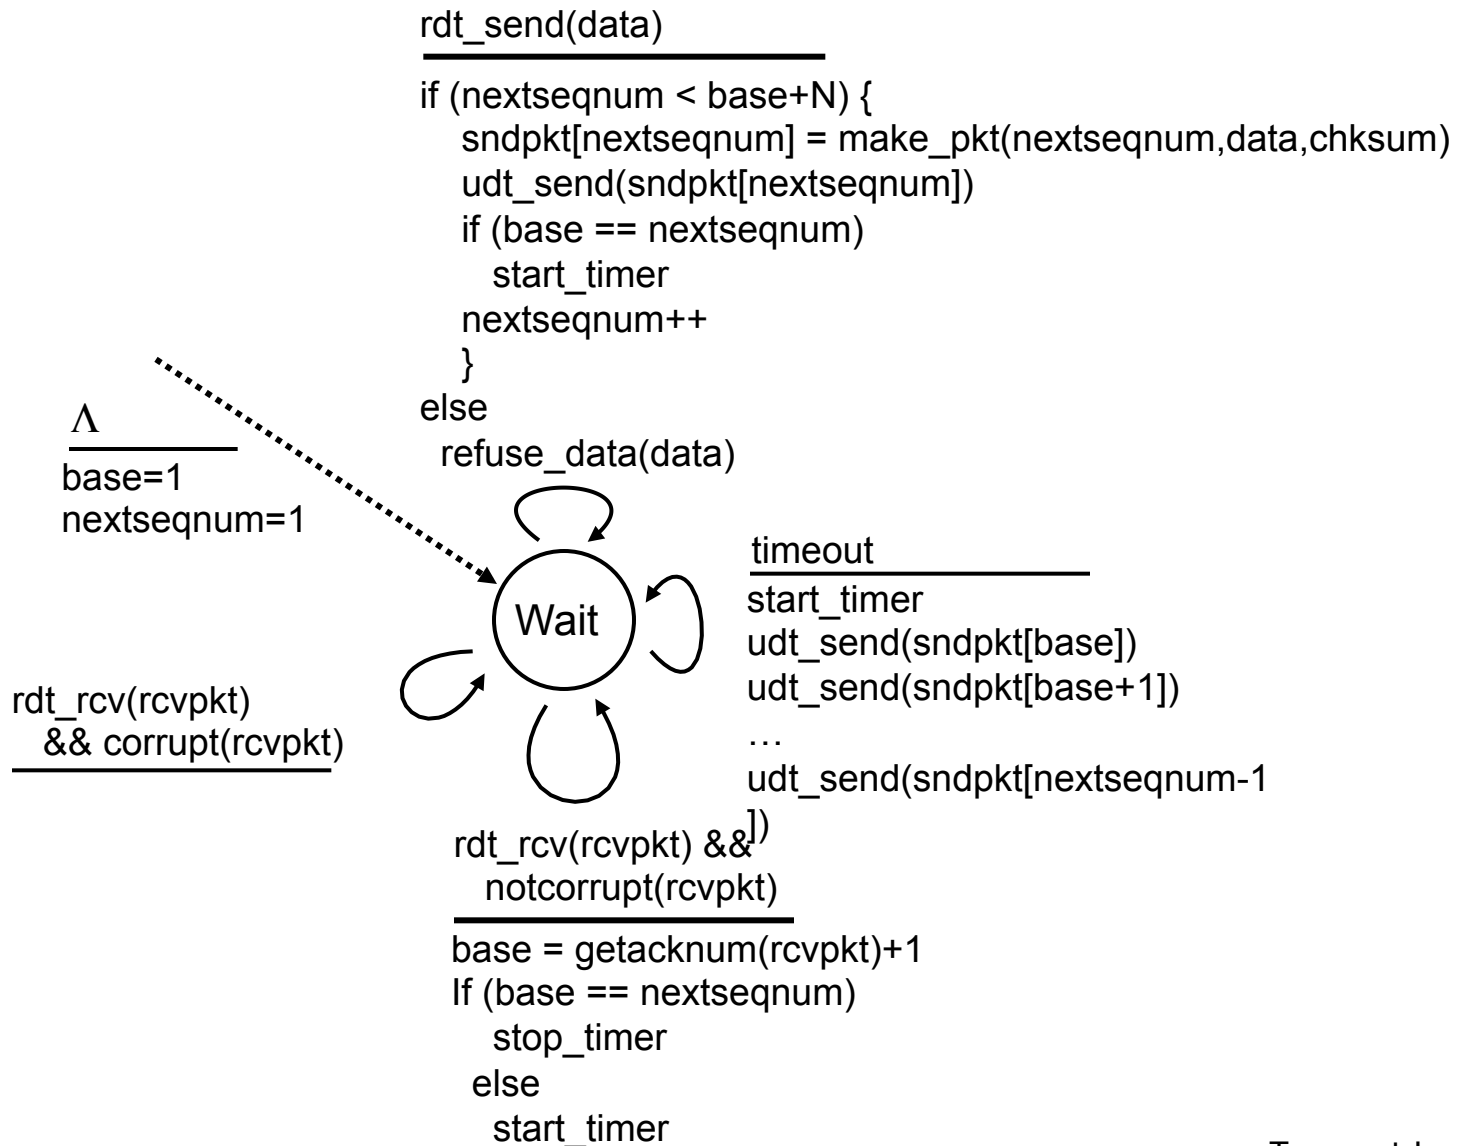 rdt_send(data)
if (nextseqnum < base+N) {
sndpkt[nextseqnum] = make_pkt(nextseqnum,data,chksum)
udt_send(sndpkt[nextseqnum])
if (base == nextseqnum)
start_timer
nextseqnum++
}
else
refuse_data(data)
Λ
base=1
nextseqnum=1
Wait
timeout
start_timer
udt_send(sndpkt[base])
udt_send(sndpkt[base+1])
…
udt_send(sndpkt[nextseqnum-1
])
rdt_rcv(rcvpkt)
&& corrupt(rcvpkt)
rdt_rcv(rcvpkt) &&
notcorrupt(rcvpkt)
base = getacknum(rcvpkt)+1
If (base == nextseqnum)
stop_timer
else
start_timer